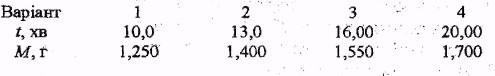 Варіант 1 2 3 4
t, хв 10,0 13,0 16,00 20,00
M, г 1,250 1,400 1,550 1,700